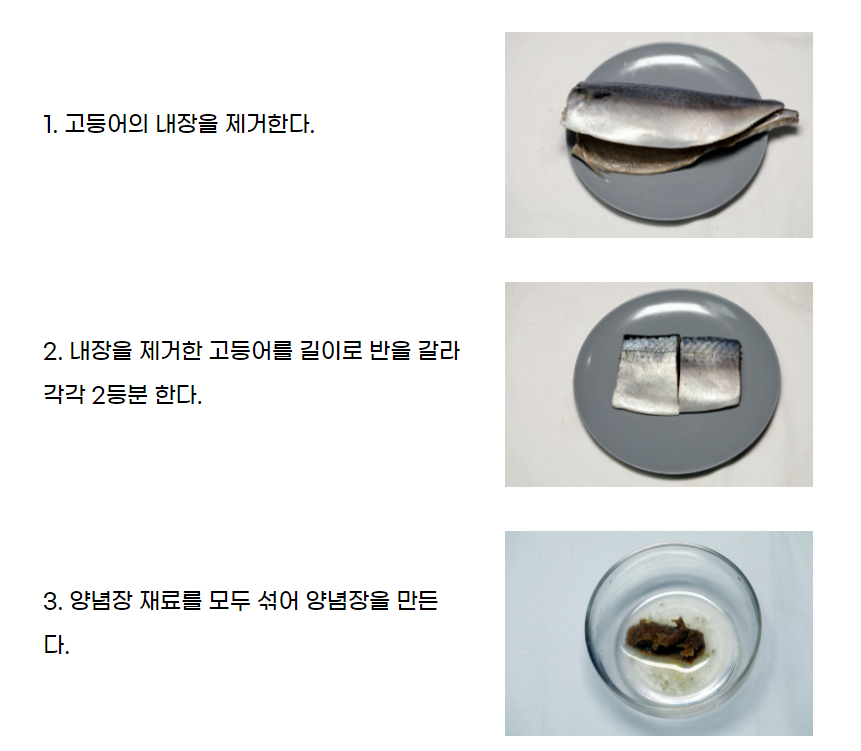 1. 고등어의 내장을 제거한다.
2. 내장을 제거한 고등어를 길이로 반을 갈라
각각 2등분 한다.
3. 양념장 재료를 모두 섞어 양념장을 만든
다.